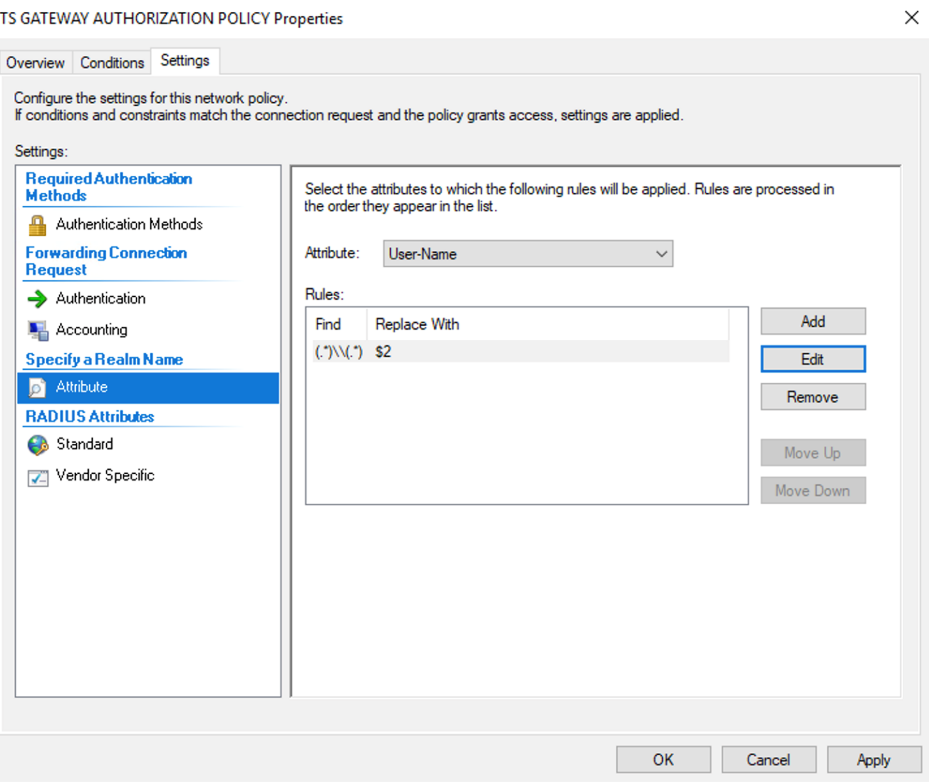 TS GATEWAY AUTHORIZATION POLICY Properties
Overview Conditions Settings
Configure the settings for this network policy.
If conditions and constraints match the connection request and the policy grants access, settings are applied.
Settings:
Required Authentication
Methods
Authentication Methods
Forwarding Connection
Request
Authentication
Accounting
Specify a Realm Name
Attribute
RADIUS Attributes
Standard
Vendor Specific
Select the attributes to which the following rules will be applied. Rules are processed in
the order they appear in the list.
Attribute: User-Name
Rules:
Find Replace With
(.*)\\(.*) $2
Add
Edit
Remove
Move Up
Move Down
OK Cancel Apply